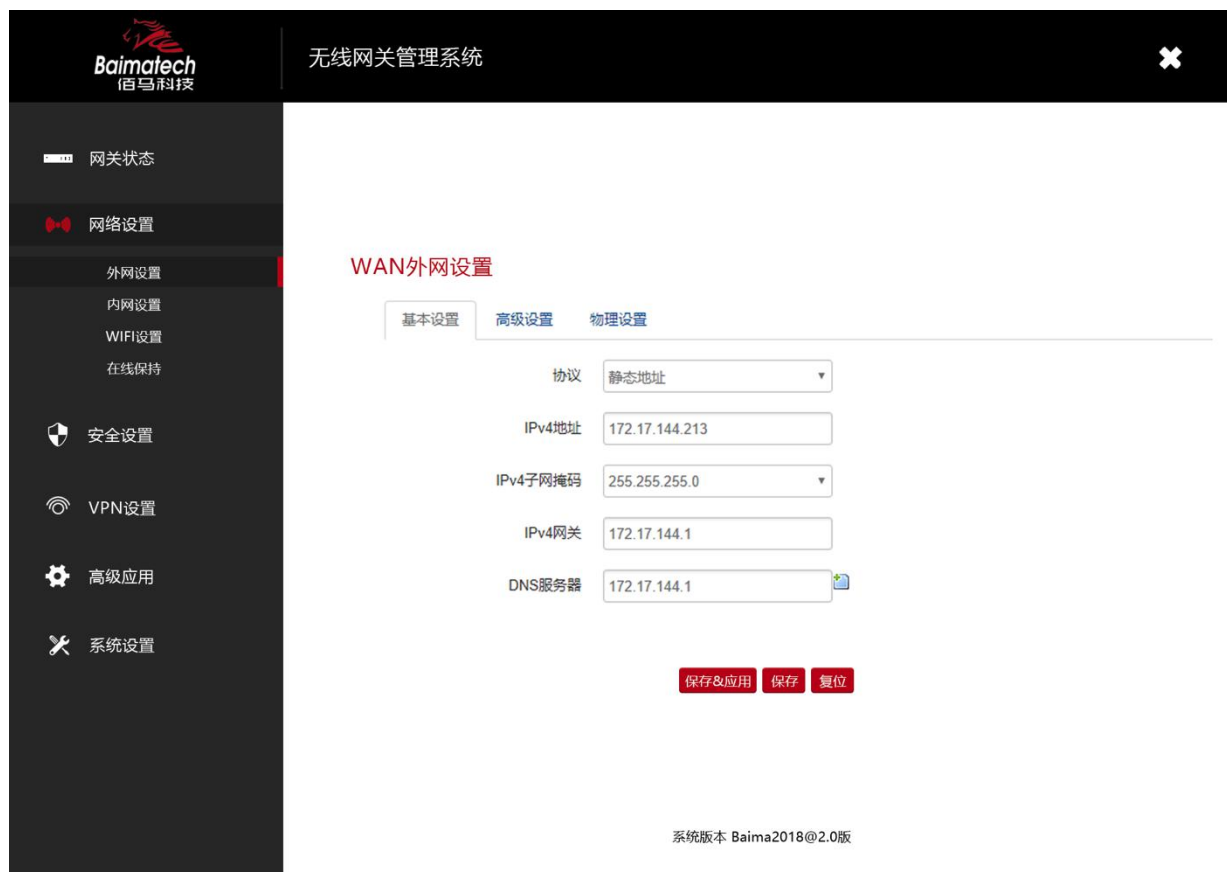 Baimatech
佰马科技
无线网关管理系统
网关状态
网络设置
外网设置
内网设置
WIFI设置
在线保持
安全设置
VPN设置
高级应用
系统设置
WAN外网设置
基本设置 高级设置 物理设置
协议 静态地址
IPv4地址 172.17.144.213
IPv4子网掩码 255.255.255.0
IPv4网关 172.17.144.1
DNS服务器 172.17.144.1
保存&应用 保存 复位
系统版本 Baima2018@2.0版